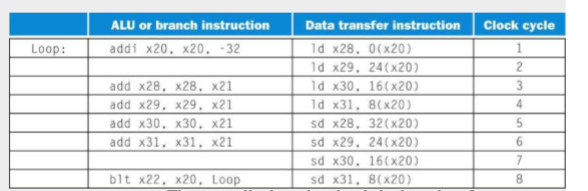 ALU or branch instruction Data transfer instruction Clock cycle
Loop: addi x20, x20, -32 ld x28, 0(x20) 1
ld x29, 24(x20) 2
add x28, x28, x21 ld x30, 16(x20) 3
add x29, x29, x21 ld x31, 8(x20) 4
add x30, x30, x21 sd x28, 32(x20) 5
add x31, x31, x21 sd x29, 24(x20) 6
sd x30, 16(x20) 7
blt x22, x20, Loop sd x31, 8(x20) 8